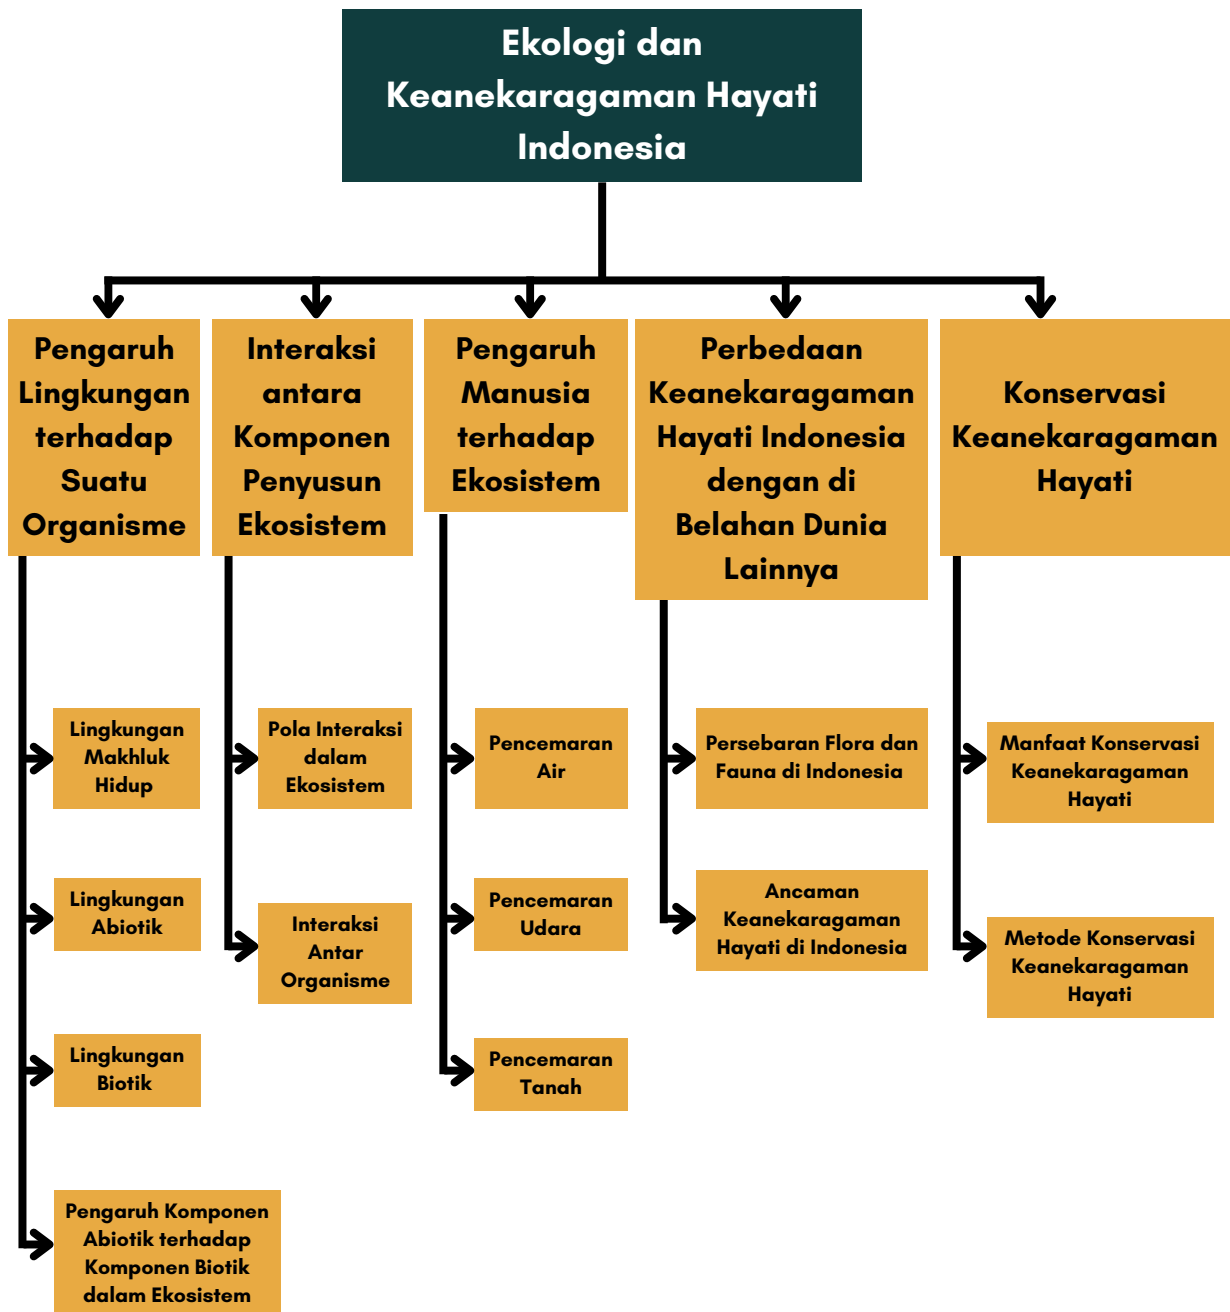 Ekologi dan
Keanekaragaman Hayati
Indonesia
Pengaruh
Lingkungan
terhadap
Suatu
Organisme
Interaksi
antara
Komponen
Penyusun
Ekosistem
Pengaruh
Manusia
terhadap
Ekosistem
Perbedaan
Keanekaragaman
Hayati Indonesia
dengan di
Belahan Dunia
Lainnya
Konservasi
Keanekaragaman
Hayati
Lingkungan
Makhluk
Hidup
Lingkungan
Abiotik
Lingkungan
Biotik
Pengaruh Komponen
Abiotik terhadap
Komponen Biotik
dalam Ekosistem
Pola Interaksi
dalam
Ekosistem
Interaksi
Antar
Organisme
Pencemaran
Air
Pencemaran
Udara
Pencemaran
Tanah
Persebaran Flora dan
Fauna di Indonesia
Ancaman
Keanekaragaman
Hayati di Indonesia
Manfaat Konservasi
Keanekaragaman
Hayati
Metode Konservasi
Keanekaragaman
Hayati